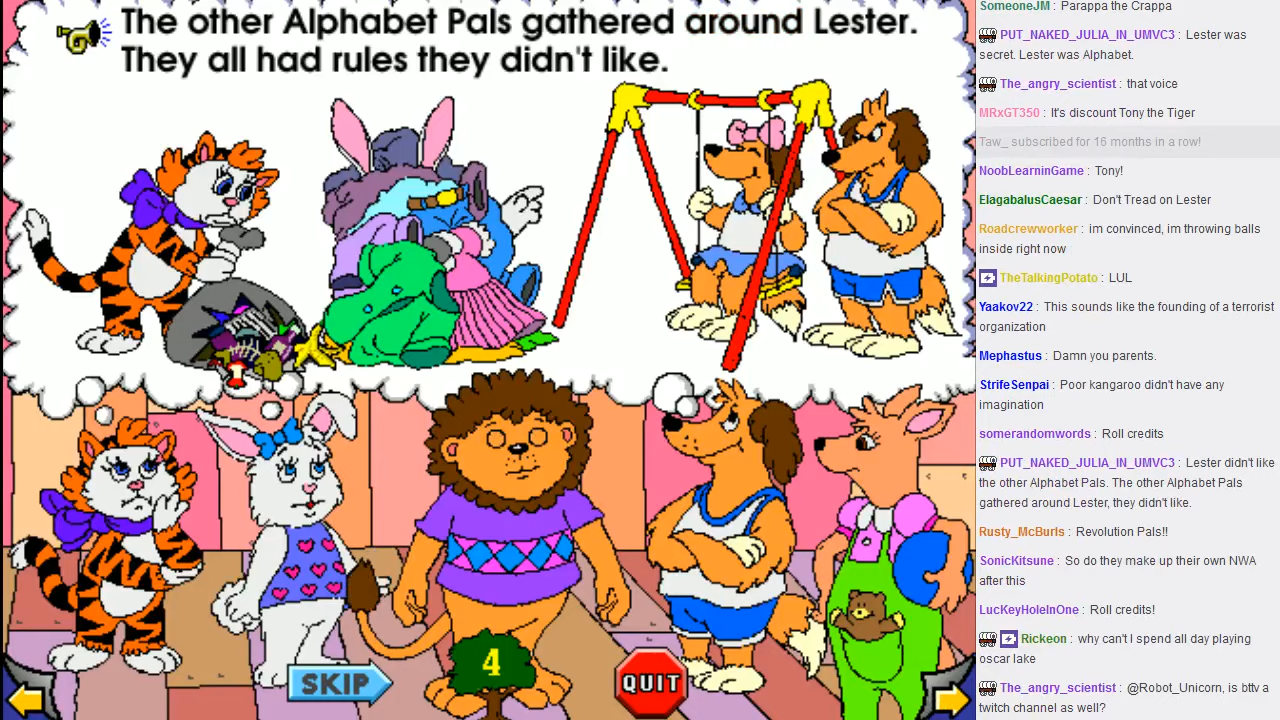 The other Alphabet Pals gathered around Lester.
They all had rules they didn't like.
4
SKIP
QUIT
SomeoneJM : Parappa the Crappa
PUT_NAKED_JULIA_IN_UMVC3 : Lester was
secret. Lester was Alphabet.
The_angry_scientist : that voice
MRxGT350 : It's discount Tony the Tiger
Taw_ subscribed for 16 months in a row!
NoobLearninGame : Tony!
ElagabalusCaesar : Don't Tread on Lester
Roadcrewworker : im convinced, im throwing balls
inside right now
TheTalkingPotato : LUL
Yaakov22 : This sounds like the founding of a terrorist
organization
Mephastus : Damn you parents.
StrifeSenpai : Poor kangaroo didn't have any
imagination
somerandomwords : Roll credits
PUT_NAKED_JULIA_IN_UMVC3 : Lester didn't like
the other Alphabet Pals. The other Alphabet Pals
gathered around Lester, they didn't like.
Rusty_McBurls : Revolution Pals!!
SonicKitsune : So do they make up their own NWA
after this
LucKeyHoleInOne : Roll credits!
Rickeon : why can't I spend all day playing
oscar lake
The_angry_scientist : @Robot_Unicorn, is bttv a
twitch channel as well?